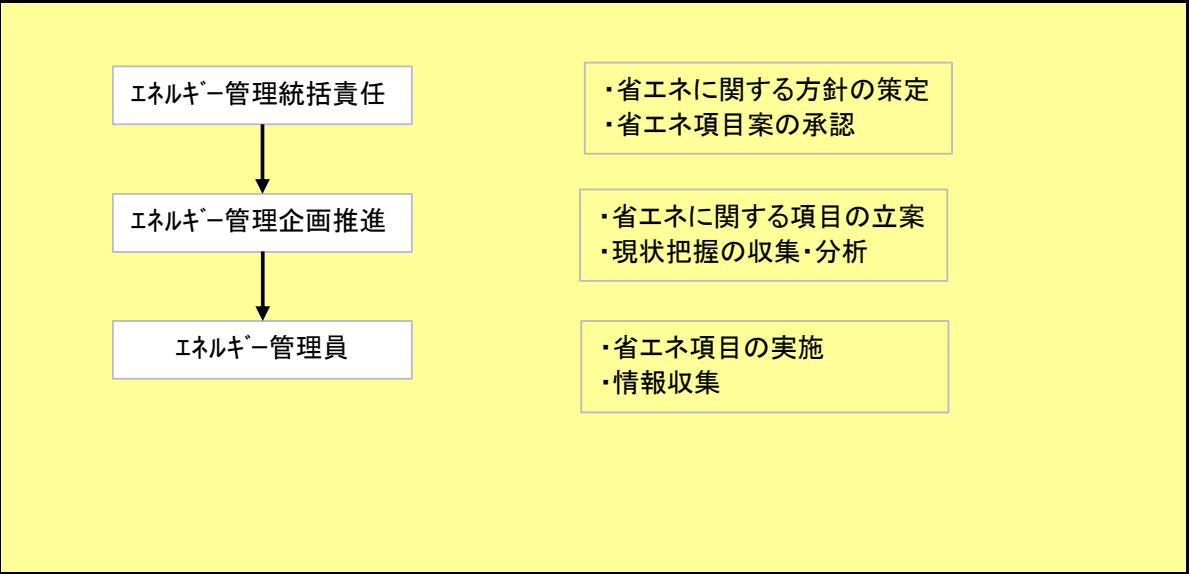 ｴﾈﾙｷﾞｰ管理統括責任
・省エネに関する方針の策定
・省エネ項目案の承認
ｴﾈﾙｷﾞｰ管理企画推進
・省エネに関する項目の立案
・現状把握の収集・分析
ｴﾈﾙｷﾞｰ管理員
・省エネ項目の実施
・情報収集